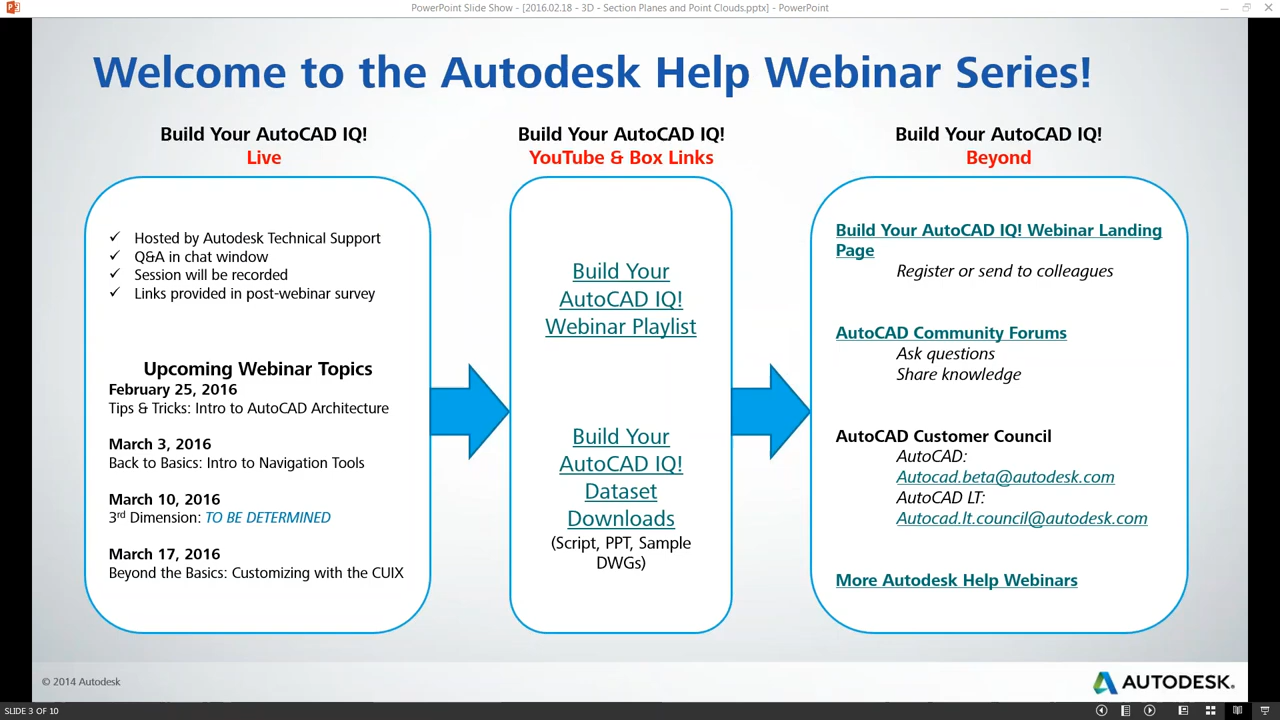 PowerPoint Slide Show - [2016.02.18 - 3D - Section Planes and Point Clouds.pptx] - PowerPoint
Welcome to the Autodesk Help Webinar Series!
Build Your AutoCAD IQ!
Live
✓ Hosted by Autodesk Technical Support
✓ Q&A in chat window
✓ Session will be recorded
✓ Links provided in post-webinar survey
Upcoming Webinar Topics
February 25, 2016
Tips & Tricks: Intro to AutoCAD Architecture
March 3, 2016
Back to Basics: Intro to Navigation Tools
March 10, 2016
3rd Dimension: TO BE DETERMINED
March 17, 2016
Beyond the Basics: Customizing with the CUIX
Build Your AutoCAD IQ!
YouTube & Box Links
Build Your
AutoCAD IQ!
Webinar Playlist
Build Your
AutoCAD IQ!
Dataset
Downloads
(Script, PPT, Sample
DWGs)
Build Your AutoCAD IQ!
Beyond
Build Your AutoCAD IQ! Webinar Landing
Page
Register or send to colleagues
AutoCAD Community Forums
Ask questions
Share knowledge
AutoCAD Customer Council
AutoCAD:
Autocad.beta@autodesk.com
AutoCAD LT:
Autocad.lt.council@autodesk.com
More Autodesk Help Webinars
© 2014 Autodesk
AUTODESK.
SLIDE 3 OF 10